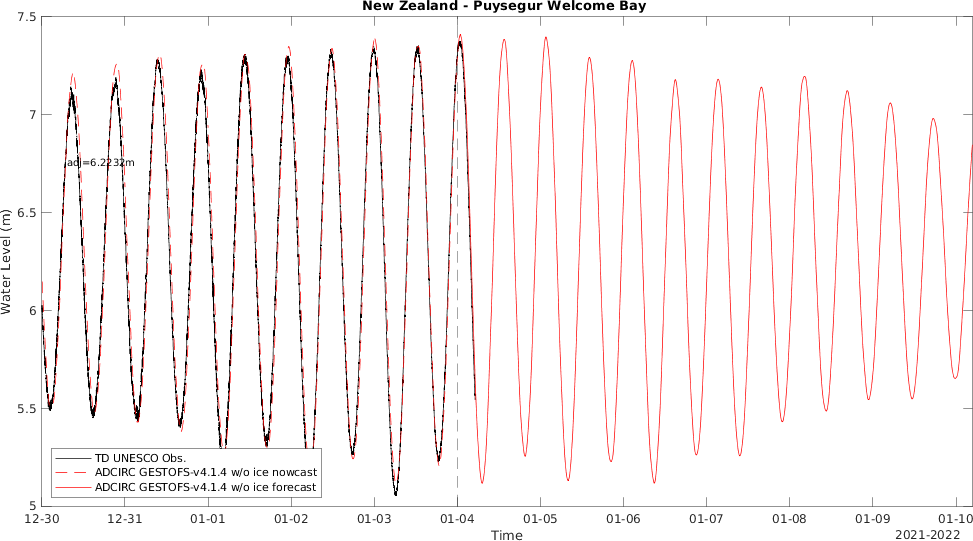 New Zealand - Puysegur Welcome Bay
7.5
7
6.5
6
5.5
5
Water Level (m)
adj=6.2232m
TD UNESCO Obs.
ADCIRC GESTOFS-v4.1.4 w/o ice nowcast
ADCIRC GESTOFS-v4.1.4 w/o ice forecast
12-30 12-31 01-01 01-02 01-03 01-04 01-05 01-06 01-07 01-08 01-09 01-10
Time
2021-2022